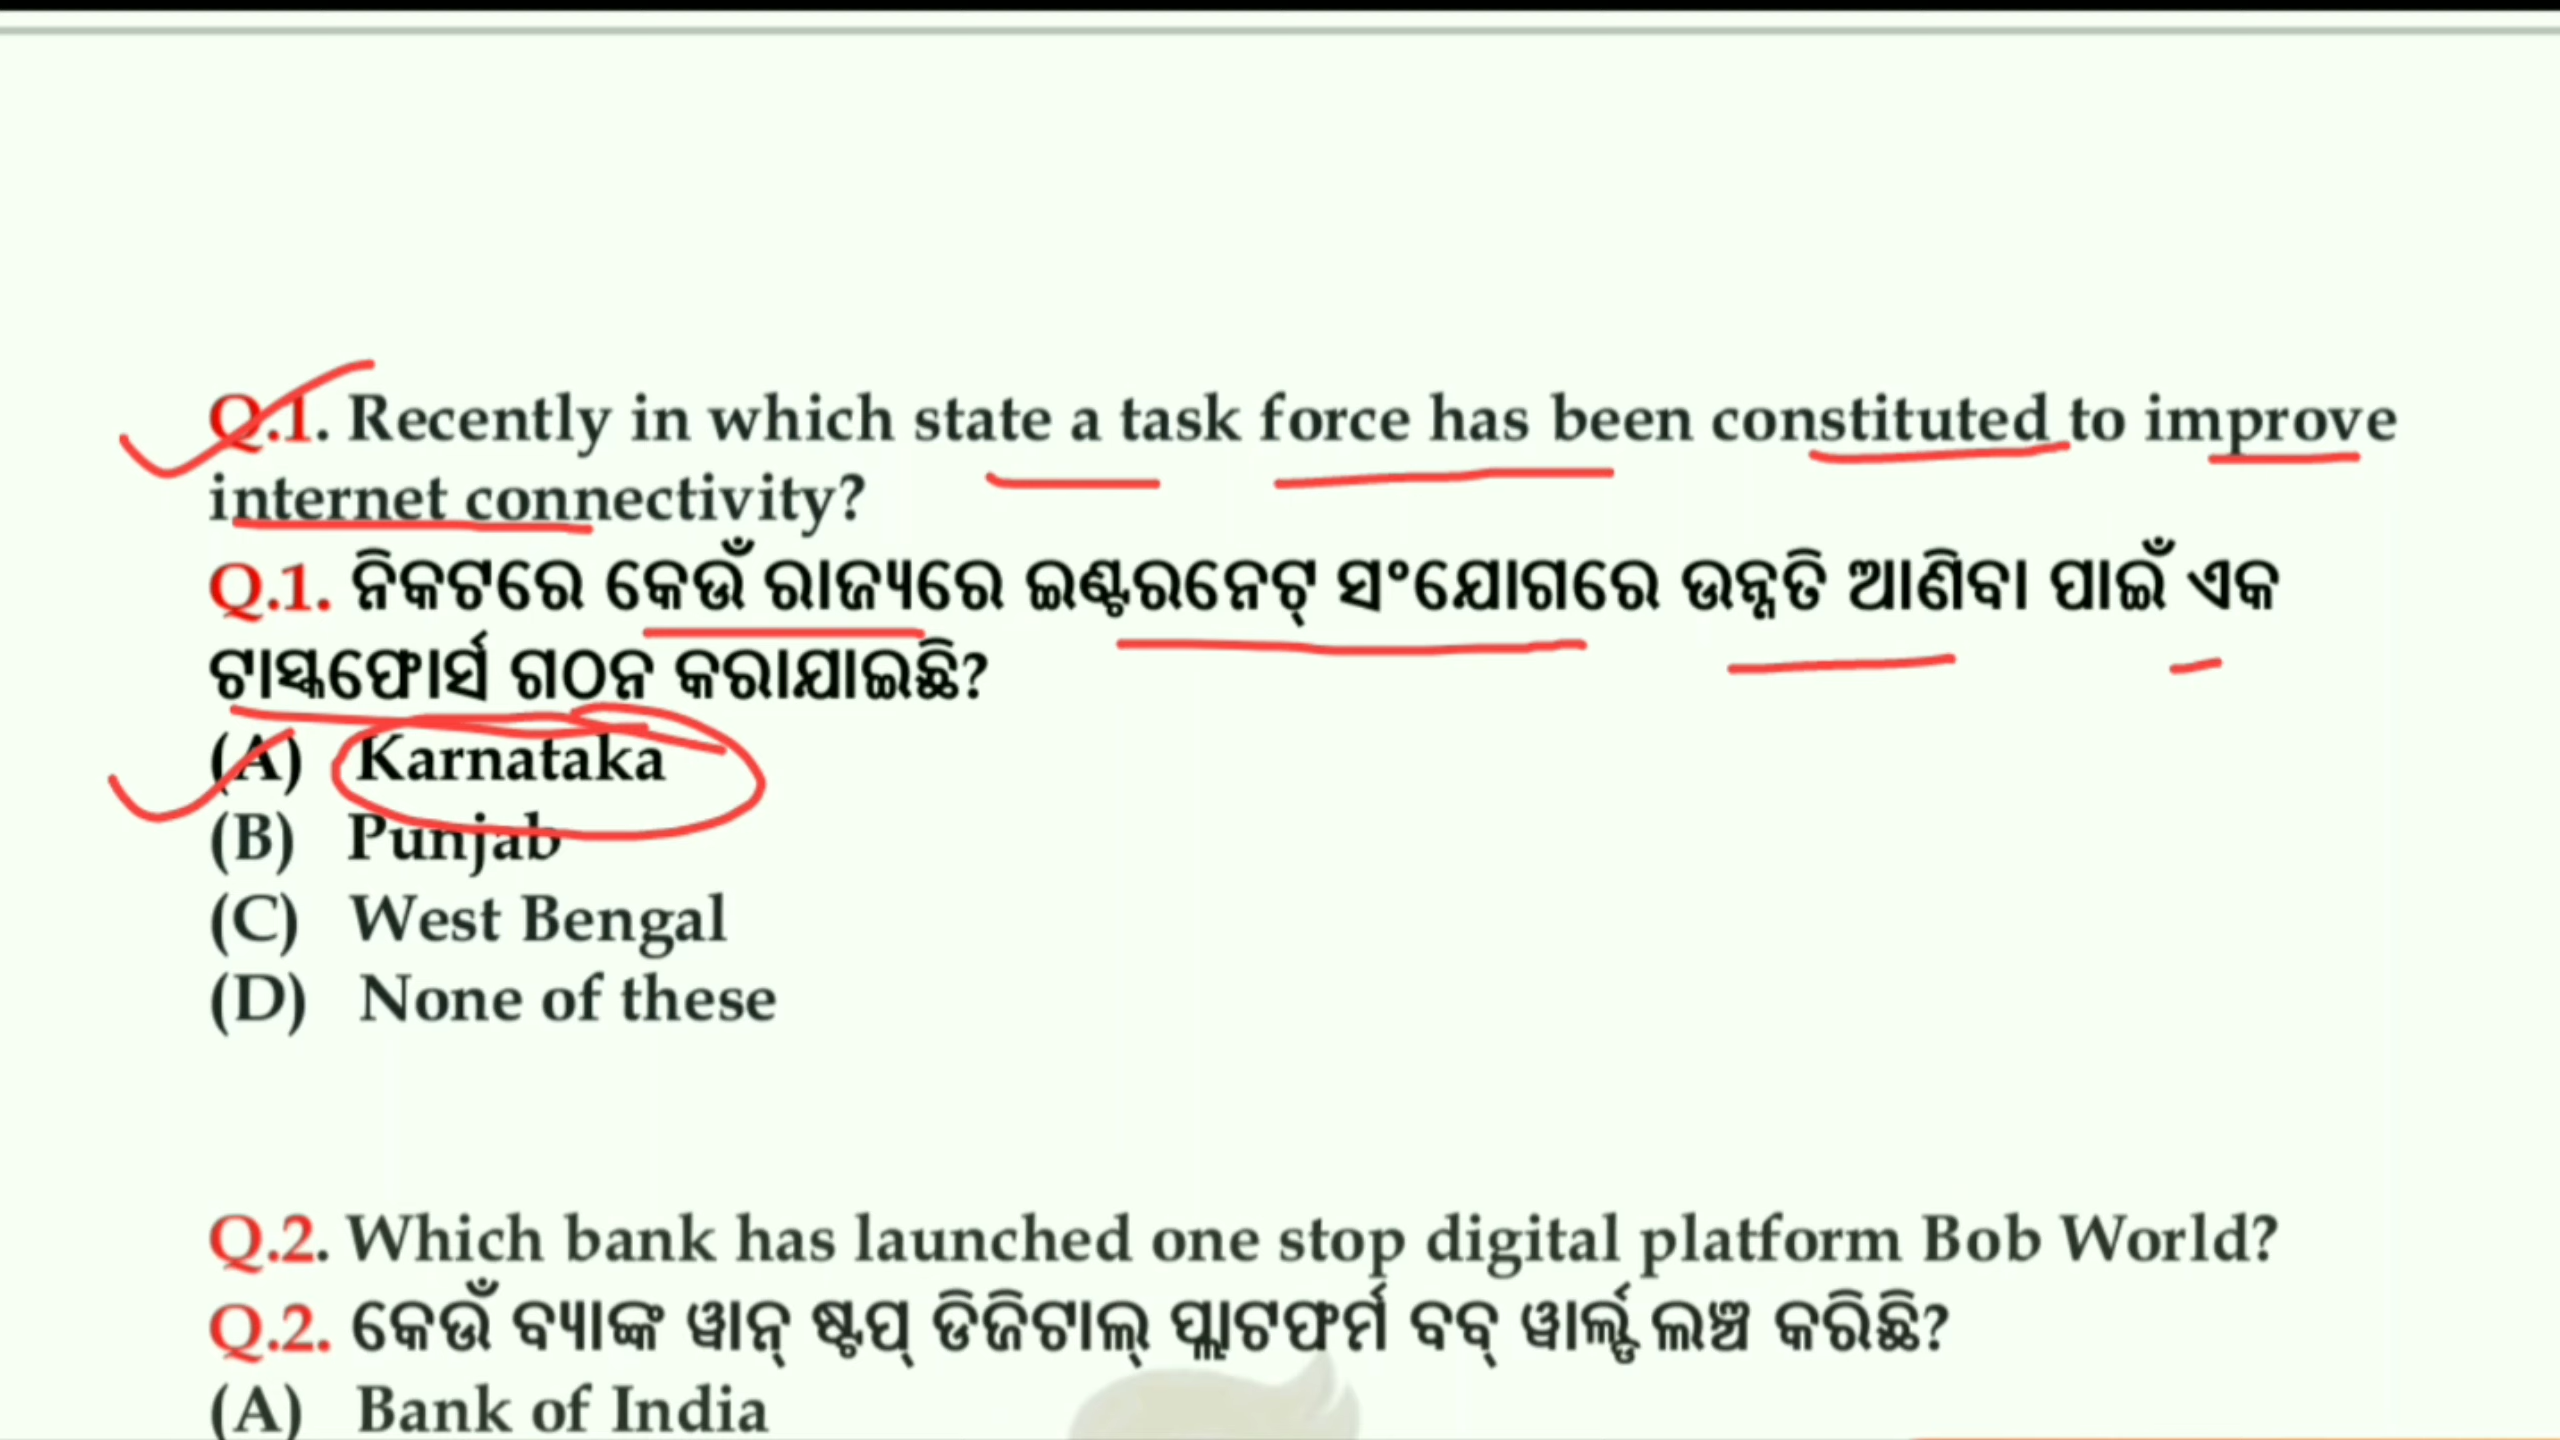 Q.1. Recently in which state a task force has been constituted to improve
internet connectivity?
Q.1. ନିକଟରେ କେଉଁ ରାଜ୍ୟରେ ଇଣ୍ଟରନେଟ୍ ସଂଯୋଗରେ ଉନ୍ନତି ଆଣିବା ପାଇଁ ଏକ
ଟାସ୍କଫୋର୍ସ ଗଠନ କରାଯାଇଛି?
(A) Karnataka
(B) Punjab
(C) West Bengal
(D) None of these
Q.2. Which bank has launched one stop digital platform Bob World?
Q.2. କେଉଁ ବ୍ୟାଙ୍କ ୱାନ୍ ଷ୍ଟପ୍ ଡିଜିଟାଲ୍ ପ୍ଲାଟଫର୍ମ ବବ୍ ୱାର୍ଲ୍ଡ ଲଞ୍ଚ କରିଛି?
(A) Bank of India